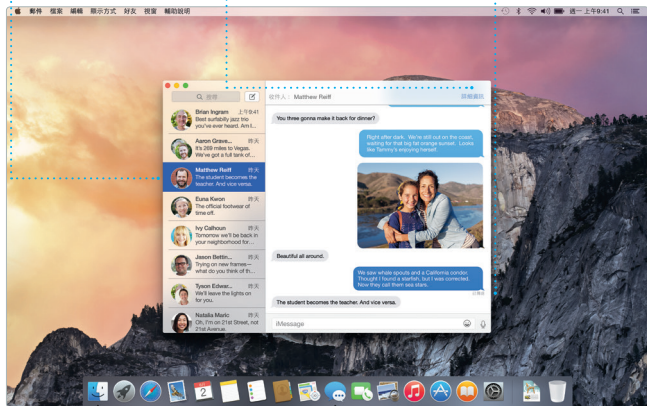 郵件 檔案 編輯 顯示方式 好友 視窗 輔助說明
週一上午9:41
搜尋
收件人： Matthew Reiff
詳細資訊
Brian Ingram 上午9:41
Best surfabilly jazz trio
you've ever heard. Am I...
Aaron Grave... 昨天
It's 269 miles to Vegas.
We've got a full tank of...
Matthew Reiff 昨天
The student becomes the
teacher. And vice versa.
Euna Kwon 昨天
The official footwear of
time off.
Ivy Calhoun 昨天
Tomorrow we'll be back in
your neighborhood for...
Jason Bettin... 昨天
Trying on new frames—
what do you think of th...
Tyson Edwar... 昨天
We'll leave the lights on
for you.
Natalia Maric 昨天
Oh, I'm on 21st Street, not
21st Avenue.
You three gonna make it back for dinner?
Right after dark. We're still out on the coast,
waiting for that big fat orange sunset. Looks
like Tammy's enjoying herself.
Beautiful all around.
We saw whale spouts and a California condor.
Thought I found a starfish, but I was corrected.
Now they call them sea stars.
The student becomes the teacher. And vice versa.
iMessage
2